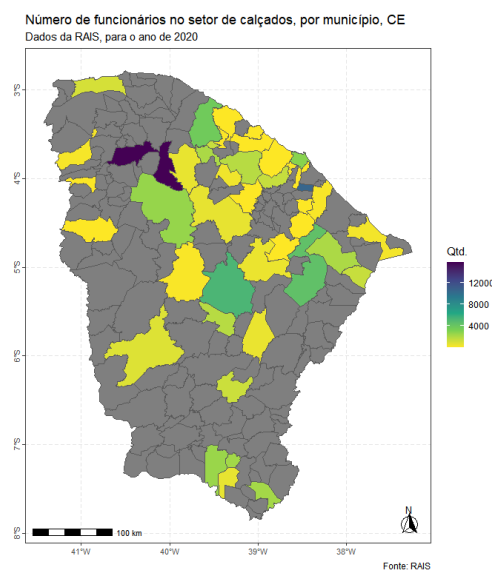 Número de funcionários no setor de calçados, por município, CE
Dados da RAIS, para o ano de 2020
3°S
4°S
5°S
6°S
7°S
8°S
Qtd.
12000
8000
4000
N
100 km
41°W
40°W
39°W
38°W
Fonte: RAIS